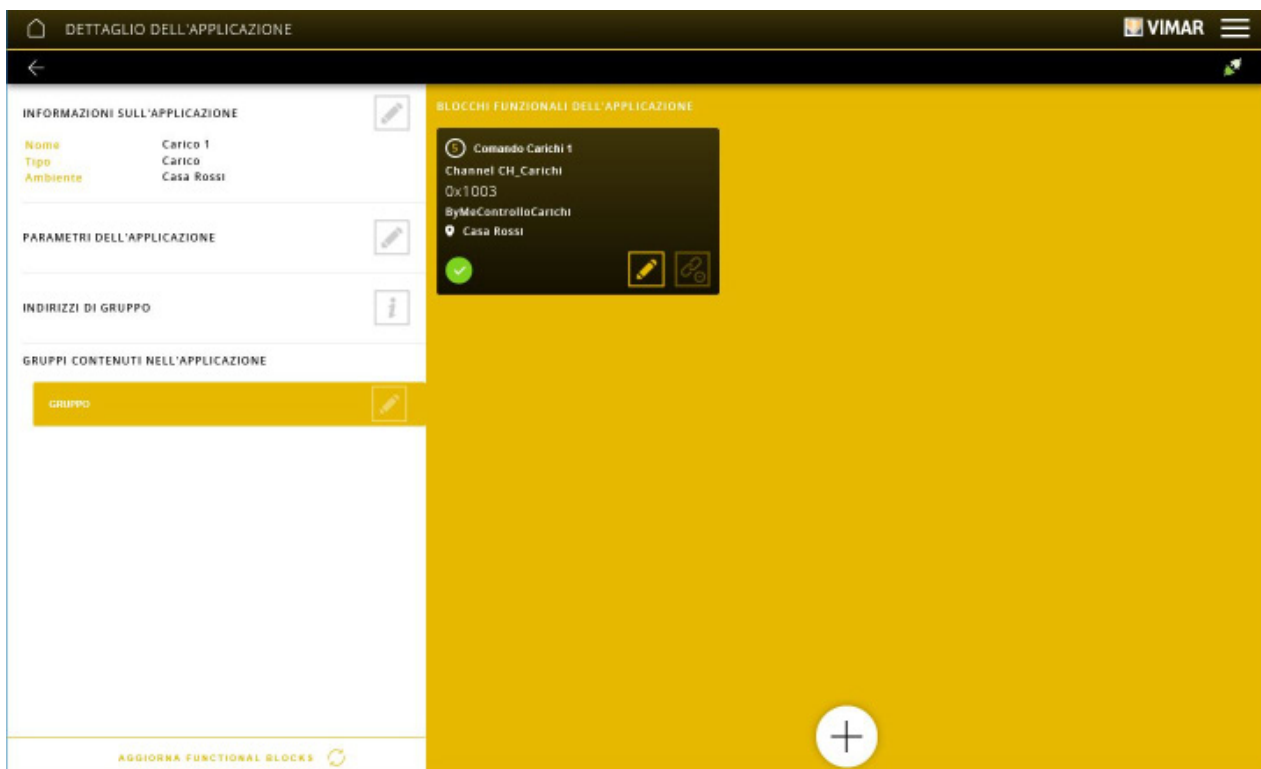 DETTAGLIO DELL'APPLICAZIONE
VIMAR
INFORMAZIONI SULL'APPLICAZIONE
Nome Carico 1
Tipo Carico
Ambiente Casa Rossi
PARAMETRI DELL'APPLICAZIONE
INDIRIZZI DI GRUPPO
i
GRUPPI CONTENUTI NELL'APPLICAZIONE
GRUPPO
AGGIORNA FUNCTIONAL BLOCKS
BLOCCHI FUNZIONALI DELL'APPLICAZIONE
5 Comando Carichi 1
Channel CH_Carichi
0x1003
ByMeControlloCarichi
Casa Rossi